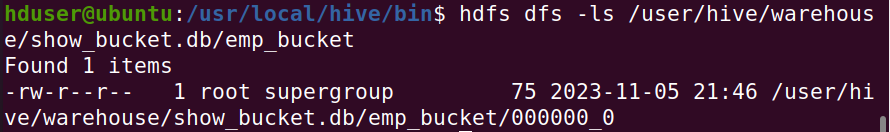 hduser@ubuntu:/usr/local/hive/bin$ hdfs dfs -ls /user/hive/warehous
e/show_bucket.db/emp_bucket
Found 1 items
-rw-r--r--   1 root supergroup         75 2023-11-05 21:46 /user/hi
ve/warehouse/show_bucket.db/emp_bucket/000000_0